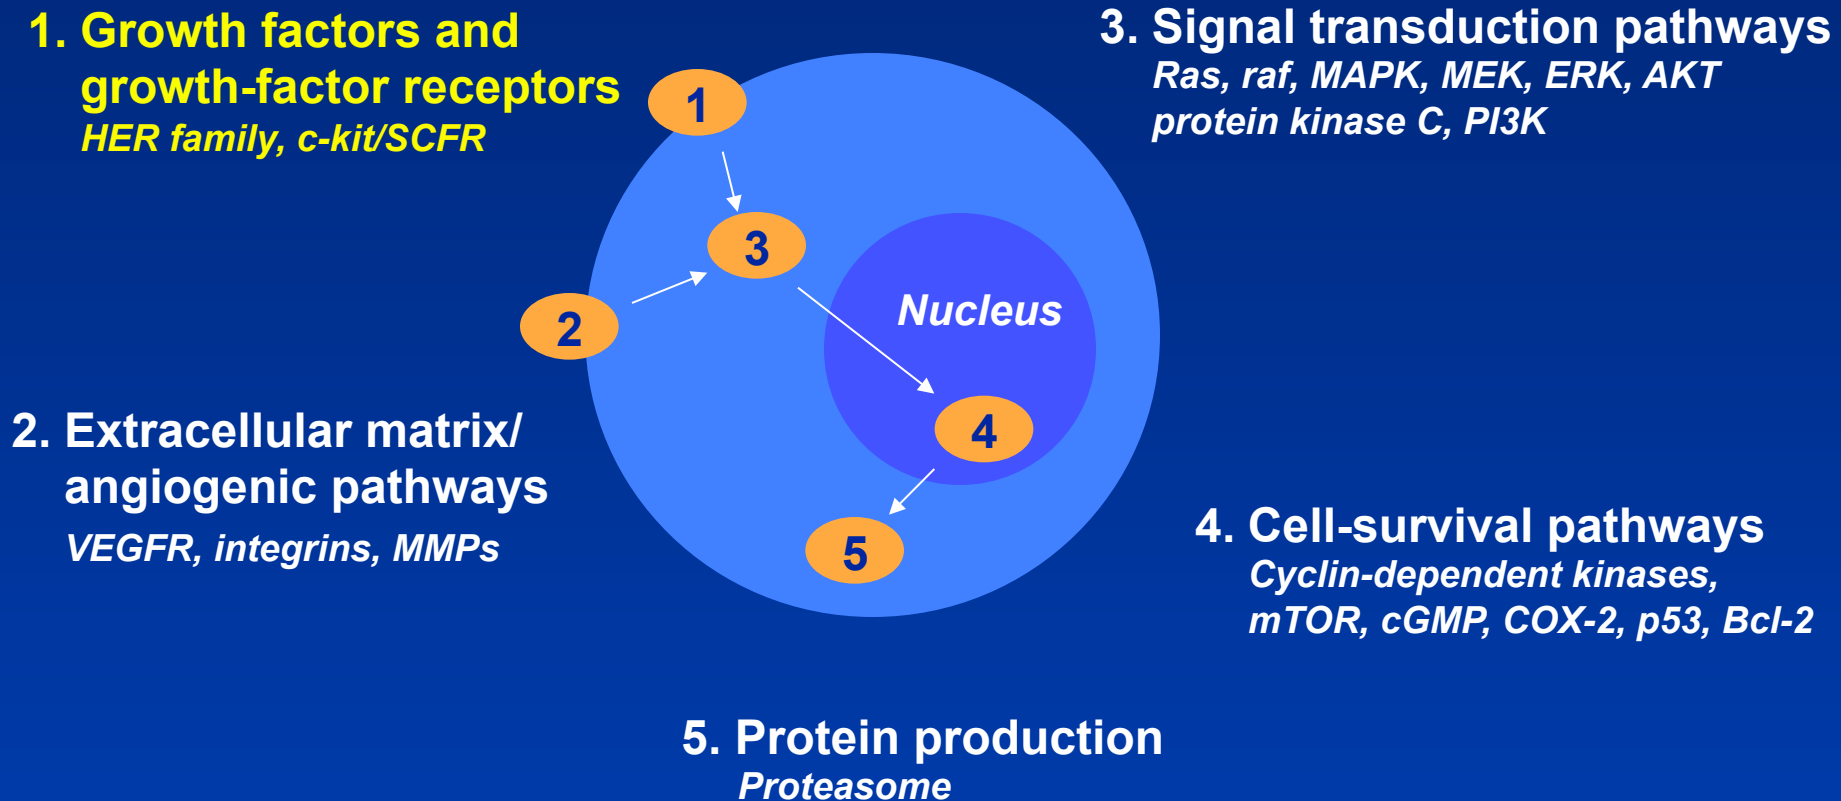 1. Growth factors and
growth-factor receptors
HER family, c-kit/SCFR
3. Signal transduction pathways
Ras, raf, MAPK, MEK, ERK, AKT
protein kinase C, PI3K
1
3
2
Nucleus
4
5
2. Extracellular matrix/
angiogenic pathways
VEGFR, integrins, MMPs
4. Cell-survival pathways
Cyclin-dependent kinases,
mTOR, cGMP, COX-2, p53, Bcl-2
5. Protein production
Proteasome